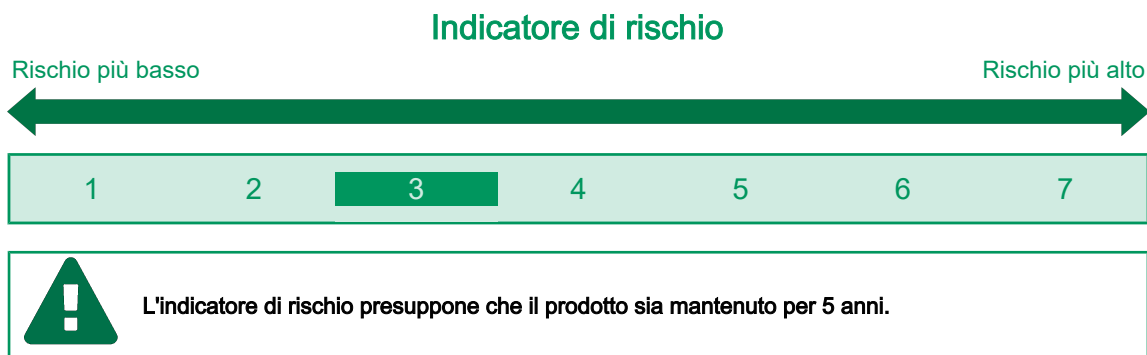 Indicatore di rischio
Rischio più basso Rischio più alto
1 2 3 4 5 6 7
L'indicatore di rischio presuppone che il prodotto sia mantenuto per 5 anni.